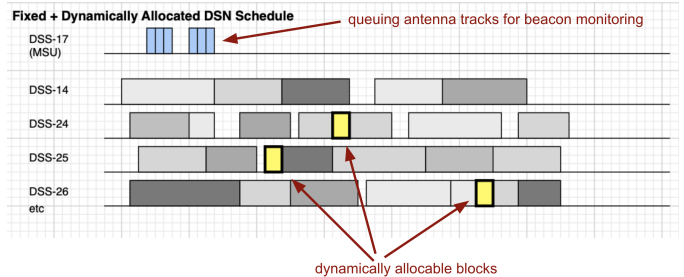 Fixed + Dynamically Allocated DSN Schedule
queuing antenna tracks for beacon monitoring
DSS-17
(MSU)
DSS-14
DSS-24
DSS-25
DSS-26
etc
dynamically allocable blocks